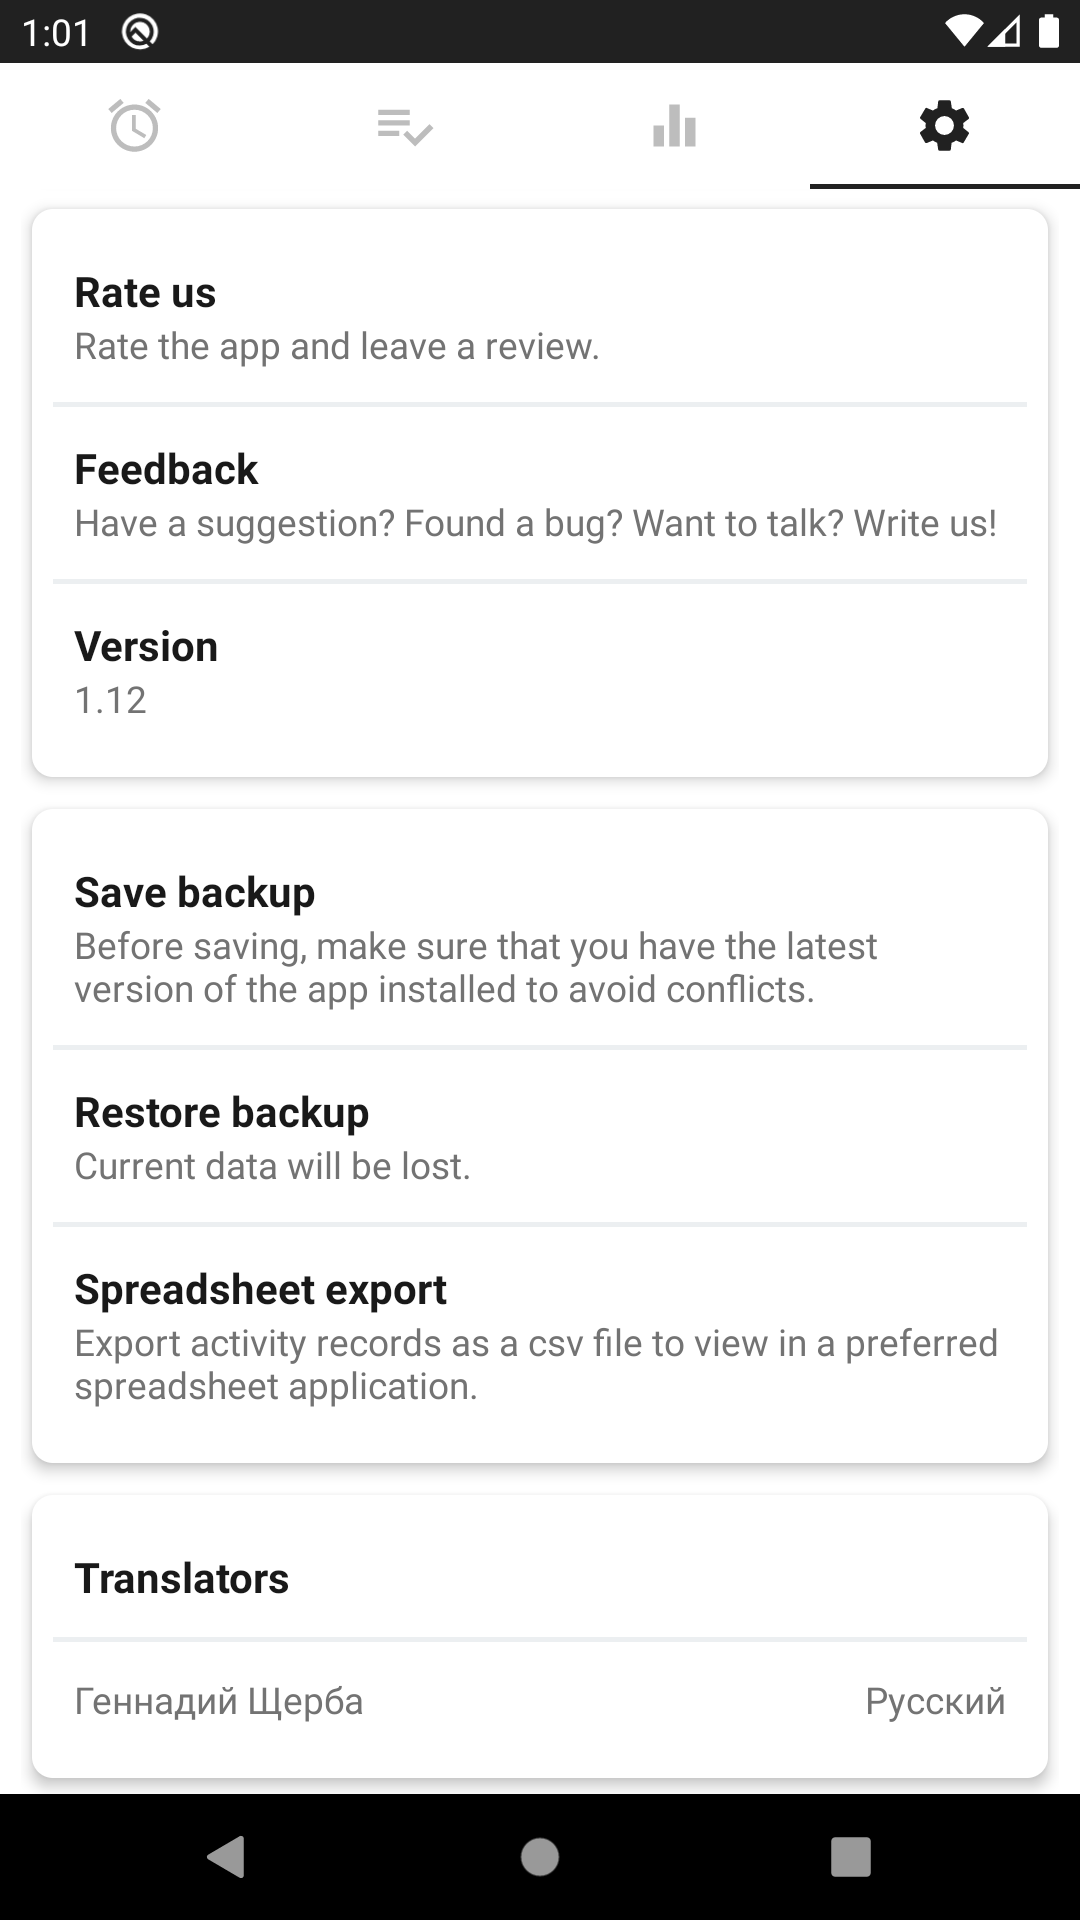 1:01
Rate us
Rate the app and leave a review.
Feedback
Have a suggestion? Found a bug? Want to talk? Write us!
Version
1.12
Save backup
Before saving, make sure that you have the latest
version of the app installed to avoid conflicts.
Restore backup
Current data will be lost.
Spreadsheet export
Export activity records as a csv file to view in a preferred
spreadsheet application.
Translators
Геннадий Щерба Русский